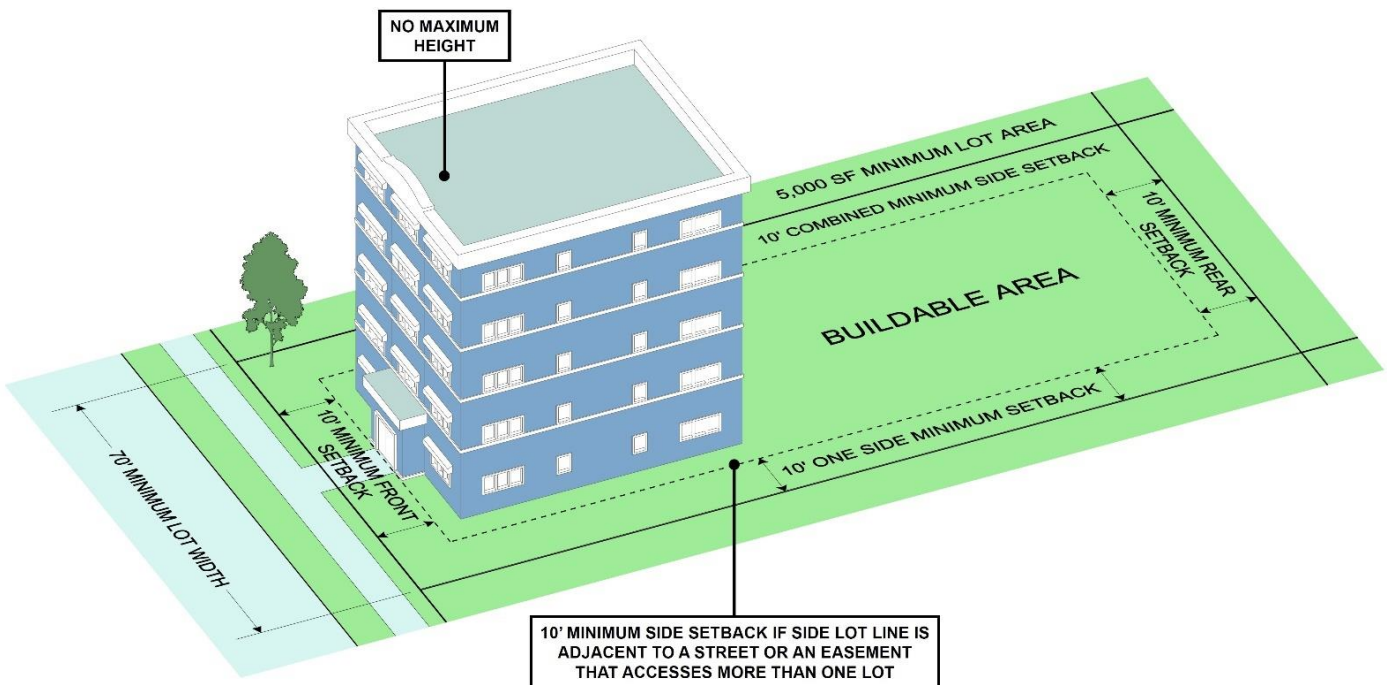 NO MAXIMUM
HEIGHT
5,000 SF MINIMUM LOT AREA
10' COMBINED MINIMUM SIDE SETBACK
10' MINIMUM REAR
SETBACK
BUILDABLE AREA
10' ONE SIDE MINIMUM SETBACK
10' MINIMUM FRONT
SETBACK
70' MINIMUM LOT WIDTH
10’ MINIMUM SIDE SETBACK IF SIDE LOT LINE IS
ADJACENT TO A STREET OR AN EASEMENT
THAT ACCESSES MORE THAN ONE LOT